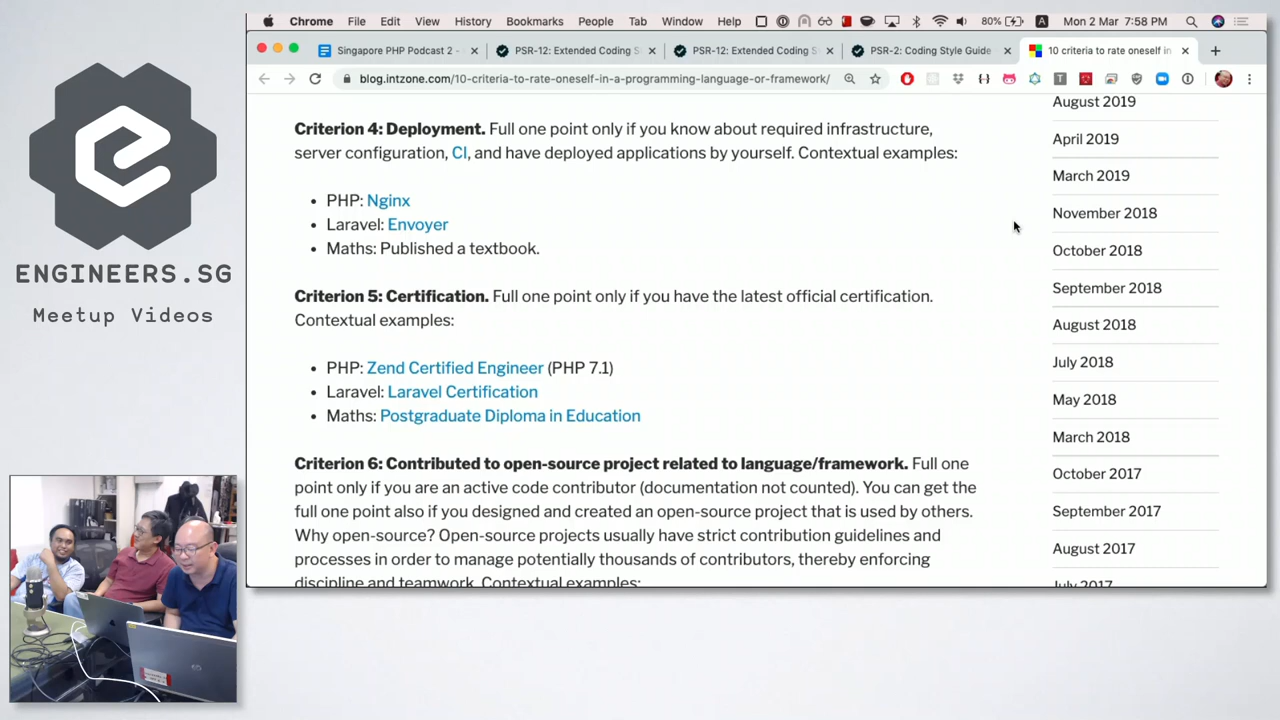 Chrome File Edit View History Bookmarks People Tab Window Help 80% A Mon 2 Mar 7:58 PM
Singapore PHP Podcast 2 - PSR-12: Extended Coding S PSR-12: Extended Coding S PSR-2: Coding Style Guide 10 criteria to rate oneself in
blog.intzone.com/10-criteria-to-rate-oneself-in-a-programming-language-or-framework/
ENGINEERS.SG
Meetup Videos
Criterion 4: Deployment. Full one point only if you know about required infrastructure,
server configuration, CI, and have deployed applications by yourself. Contextual examples:
• PHP: Nginx
• Laravel: Envoyer
• Maths: Published a textbook.
Criterion 5: Certification. Full one point only if you have the latest official certification.
Contextual examples:
• PHP: Zend Certified Engineer (PHP 7.1)
• Laravel: Laravel Certification
• Maths: Postgraduate Diploma in Education
Criterion 6: Contributed to open-source project related to language/framework. Full one
point only if you are an active code contributor (documentation not counted). You can get the
full one point also if you designed and created an open-source project that is used by others.
Why open-source? Open-source projects usually have strict contribution guidelines and
processes in order to manage potentially thousands of contributors, thereby enforcing
discipline and teamwork. Contextual examples:
August 2019
April 2019
March 2019
November 2018
October 2018
September 2018
August 2018
July 2018
May 2018
March 2018
October 2017
September 2017
August 2017
July 2017